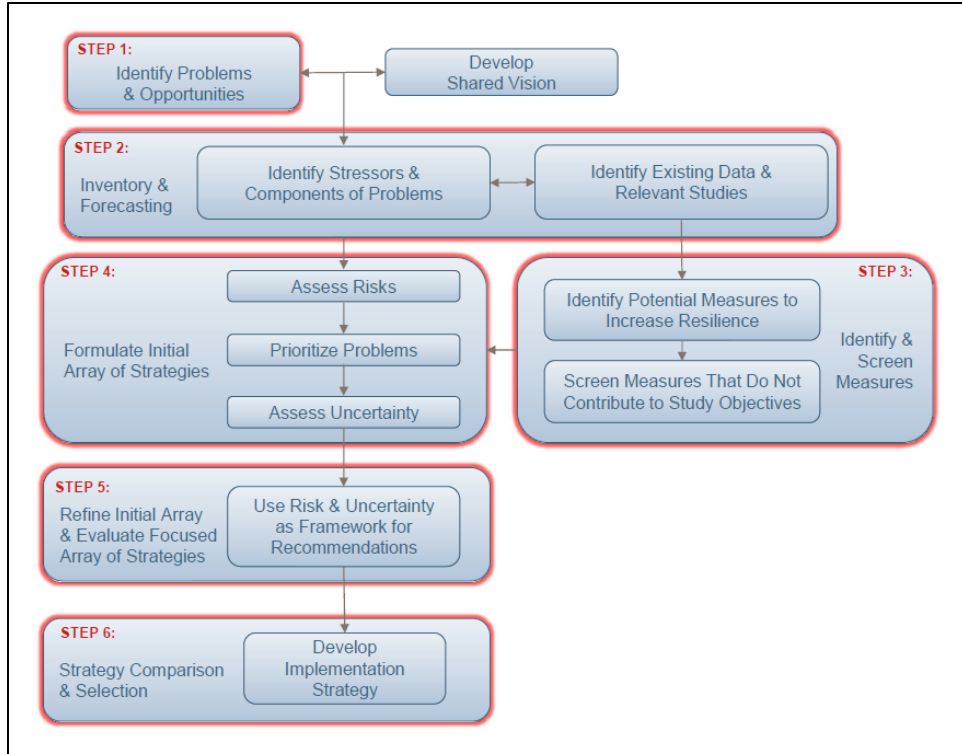 STEP 1:
Identify Problems
& Opportunities
Develop
Shared Vision
STEP 2:
Inventory &
Forecasting
Identify Stressors &
Components of Problems
Identify Existing Data &
Relevant Studies
STEP 4:
Formulate Initial
Array of Strategies
Assess Risks
Prioritize Problems
Assess Uncertainty
STEP 3:
Identify &
Screen
Measures
Identify Potential Measures to
Increase Resilience
Screen Measures That Do Not
Contribute to Study Objectives
STEP 5:
Refine Initial Array
& Evaluate Focused
Array of Strategies
Use Risk & Uncertainty
as Framework for
Recommendations
STEP 6:
Strategy Comparison
& Selection
Develop
Implementation
Strategy